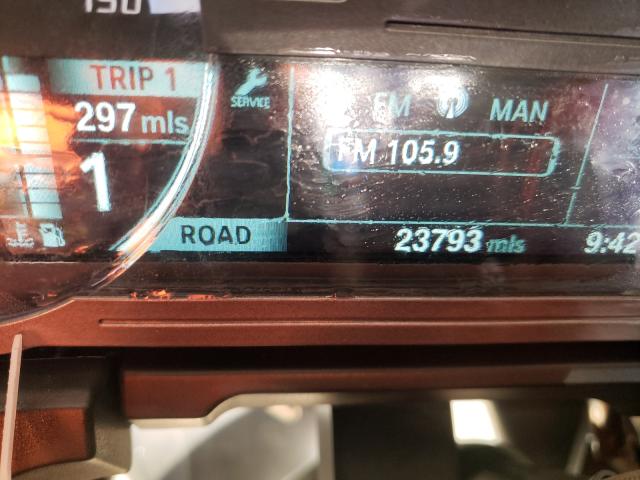 TRIP 1
297 mls
1
SERVICE
FM MAN
FM 105.9
ROAD
23793 mls
9:42